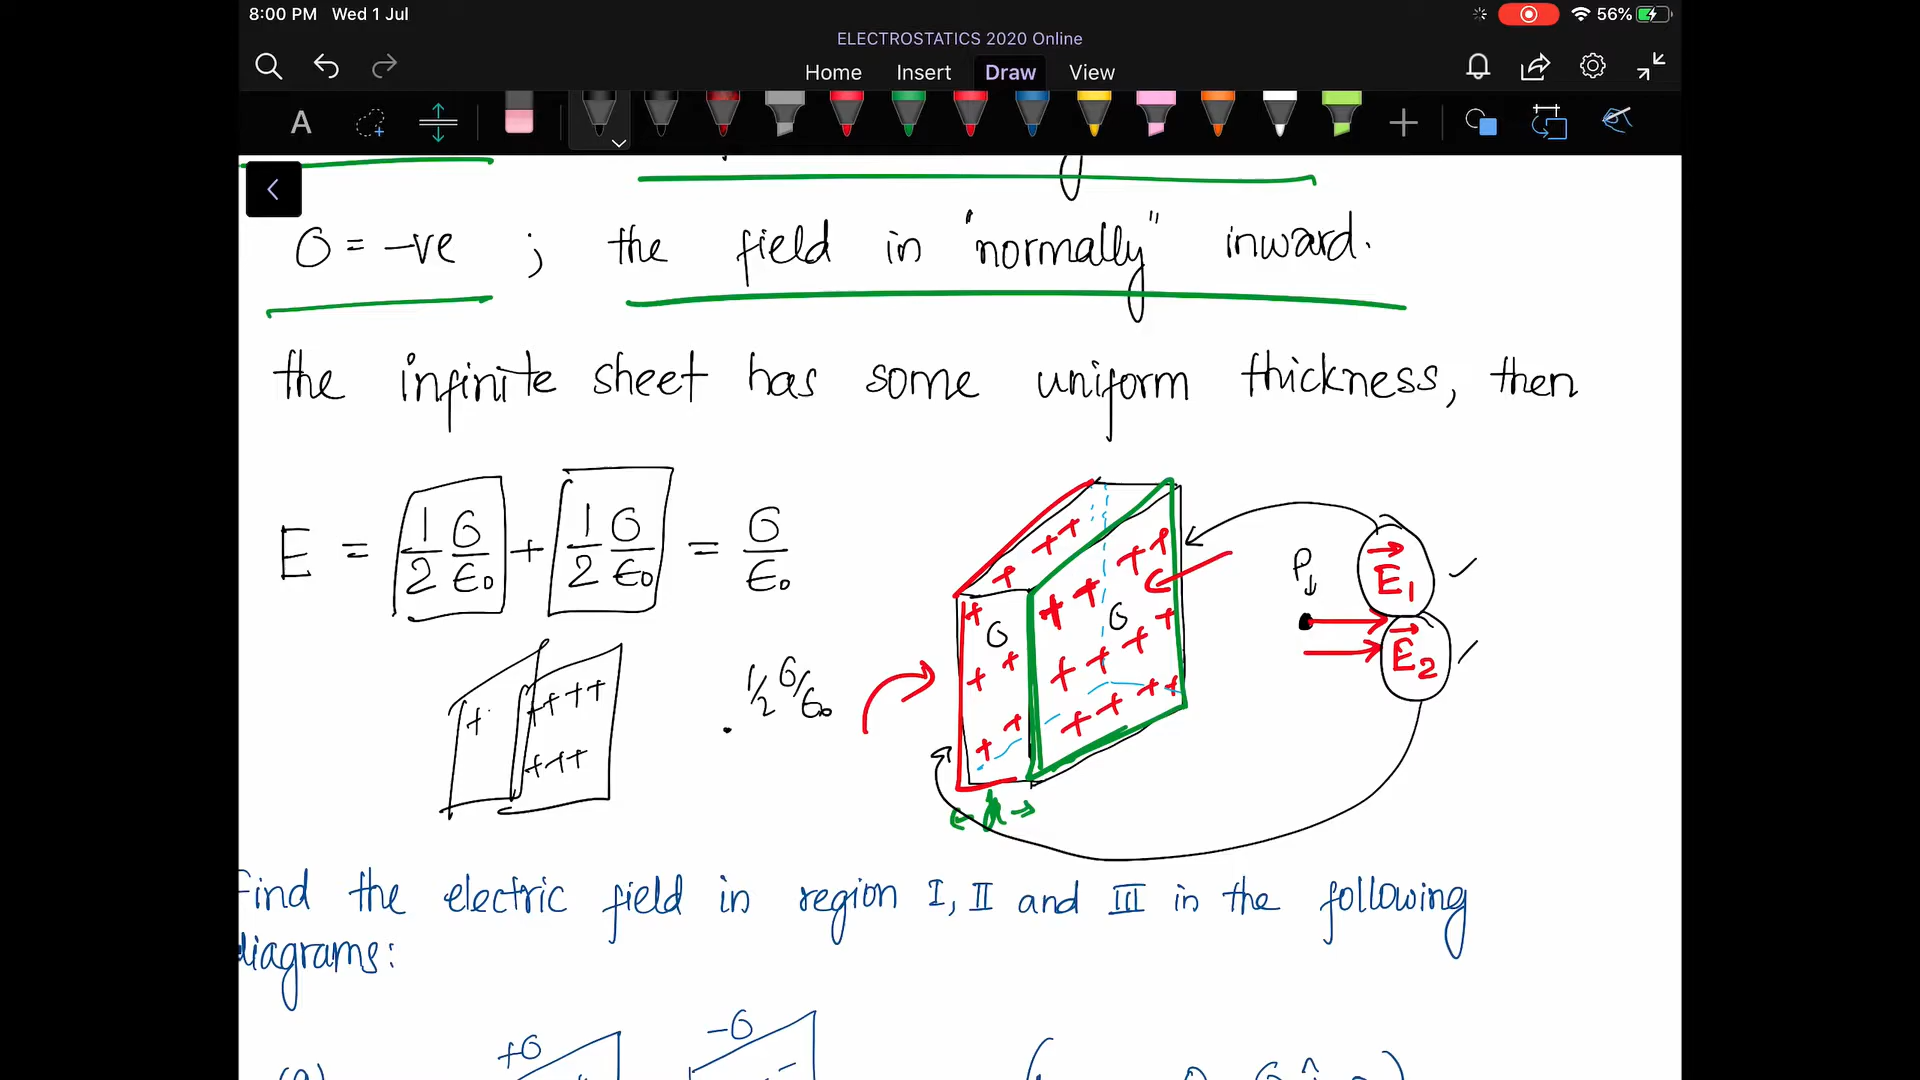 8:00 PM Wed 1 Jul
56%
ELECTROSTATICS 2020 Online
Home Insert Draw View
A
σ = -ve ; the field in "normally" inward.
the infinite sheet has some uniform thickness, then
E = 1/2 σ/ϵ₀ + 1/2 σ/ϵ₀ = σ/ϵ₀
1/2 σ/ϵ₀
σ σ
P
E₁
E₂
Find the electric field in region I, II and III in the following
diagrams:
(a) +σ -σ